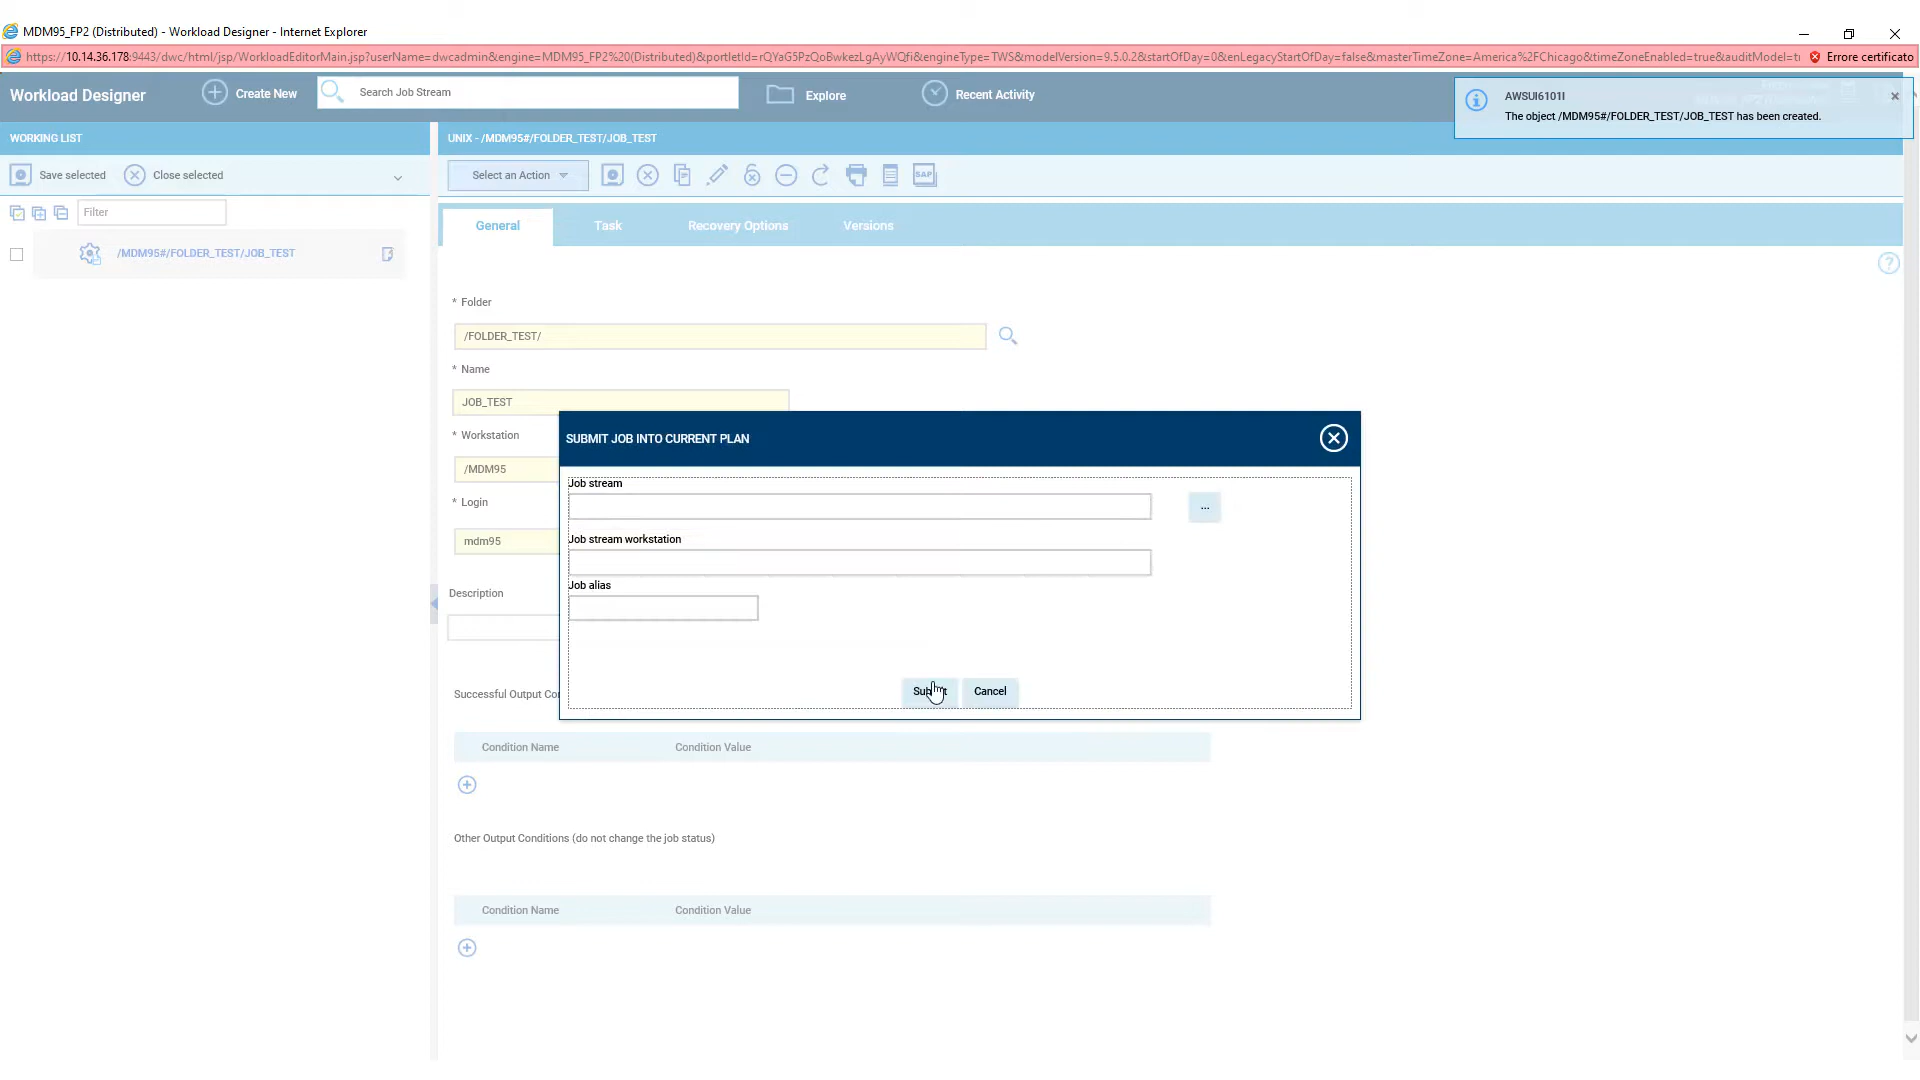 MDM95_FP2 (Distributed) - Workload Designer - Internet Explorer
https://10.14.36.178:9443/dwc/html/jsp/WorkloadEditorMain.jsp?userName=dwcadmin&engine=MDM95_FP2%20(Distributed)&portletId=rQYaG5PzQoBwkezLgAyWQfi&engineType=TWS&modelVersion=9.5.0.2&startOfDay=0&enLegacyStartOfDay=false&masterTimeZone=America%2FChicago&timeZoneEnabled=true&auditModel=t Errore certificato
Workload Designer
Create New
Search Job Stream
Explore
Recent Activity
AWSUI6101I
The object /MDM95#/FOLDER_TEST/JOB_TEST has been created.
WORKING LIST
UNIX - /MDM95#/FOLDER_TEST/JOB_TEST
Save selected
Close selected
Select an Action
SAP
Filter
General
Task
Recovery Options
Versions
/MDM95#/FOLDER_TEST/JOB_TEST
* Folder
/FOLDER_TEST/
* Name
JOB_TEST
* Workstation
/MDM95
* Login
mdm95
Description
SUBMIT JOB INTO CURRENT PLAN
Job stream
...
Job stream workstation
Job alias
Submit
Cancel
Successful Output Con
Condition Name Condition Value
Other Output Conditions (do not change the job status)
Condition Name Condition Value